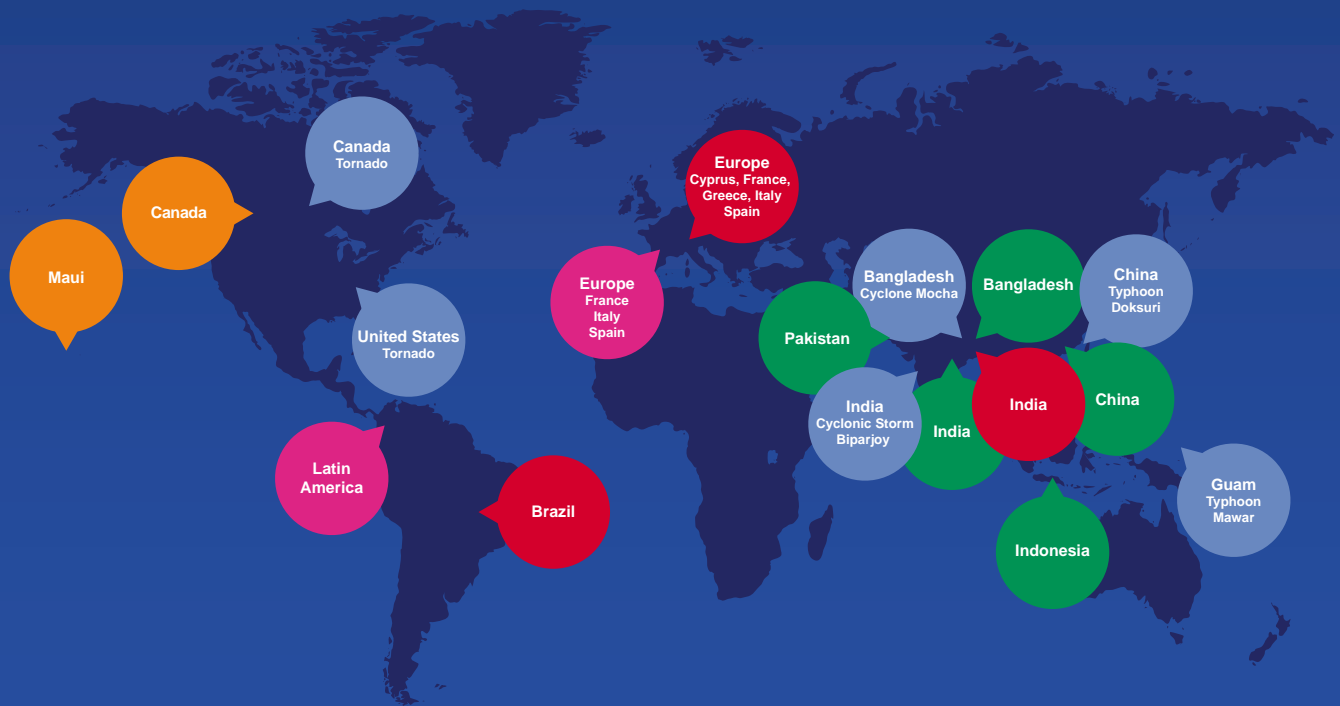 Canada
Tornado
Canada
Maui
United States
Tornado
Latin
America
Brazil
Europe
Cyprus, France,
Greece, Italy
Spain
Europe
France
Italy
Spain
Pakistan
Bangladesh
Cyclone Mocha
Bangladesh
China
Typhoon
Doksuri
India
Cyclonic Storm
Biparjoy
India
India
China
Indonesia
Guam
Typhoon
Mawar